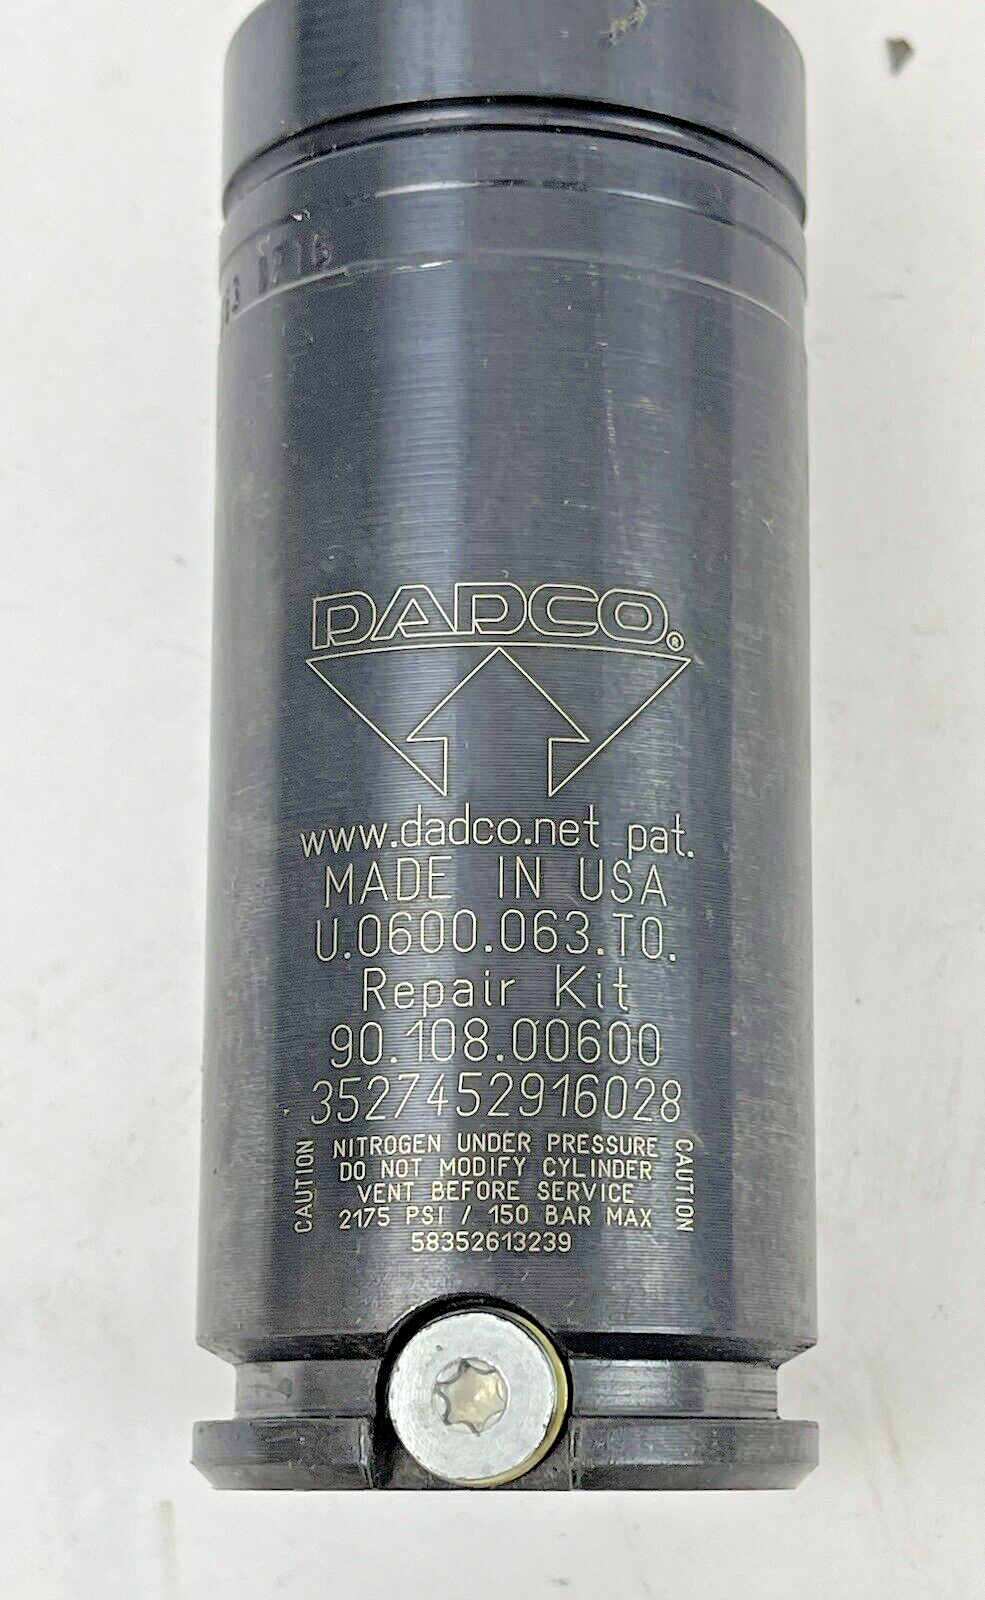 DADCO®
www.dadco.net pat.
MADE IN USA
U.0600.063.TO.
Repair Kit
90.108.00600
3527452916028
CAUTION
NITROGEN UNDER PRESSURE
DO NOT MODIFY CYLINDER
VENT BEFORE SERVICE
2175 PSI / 150 BAR MAX
58352613239
CAUTION